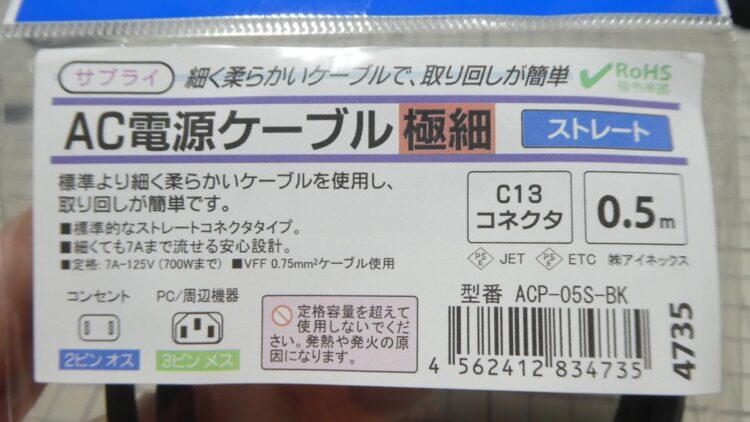 サプライ 細く柔らかいケーブルで、取り回しが簡単 RoHS
指令準拠
AC電源ケーブル 極細 ストレート
標準より細く柔らかいケーブルを使用し、
取り回しが簡単です。
■標準的なストレートコネクタタイプ。
■細くても7Aまで流せる安心設計。
■定格: 7A-125V (700Wまで) ■VFF 0.75mm²ケーブル使用
C13
コネクタ
0.5m
PS
E JET
PS
E ETC ㈱アイネックス
コンセント
2ピン オス
PC/周辺機器
3ピン メス
定格容量を超えて
使用しないでくだ
さい。発熱や発火の原
因になります。
型番 ACP-05S-BK
4 562412 834735
4735